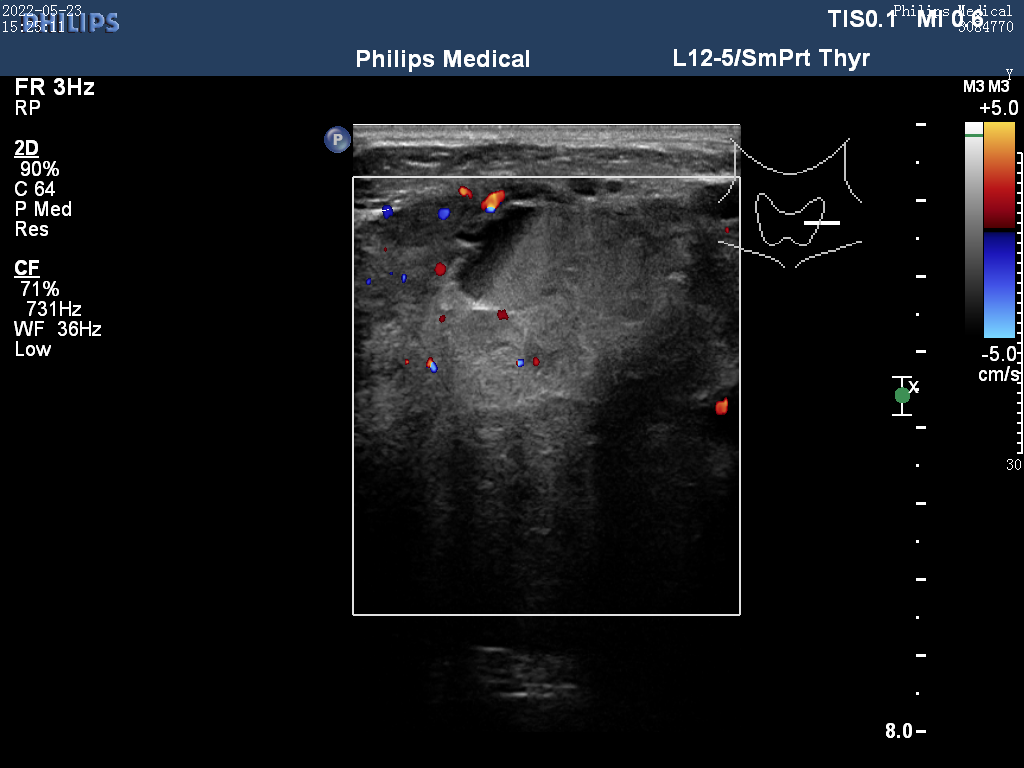 2022-05-23
15:25:11
PHILIPS
TIS0.1 MI 0.6
Philips Medical
3084770
Philips Medical
L12-5/SmPrt Thyr
Y
FR 3Hz
RP
M3 M3
+5.0
P
2D
90%
C 64
P Med
Res
CF
71%
731Hz
WF 36Hz
Low
-5.0
cm/s
X
30
8.0